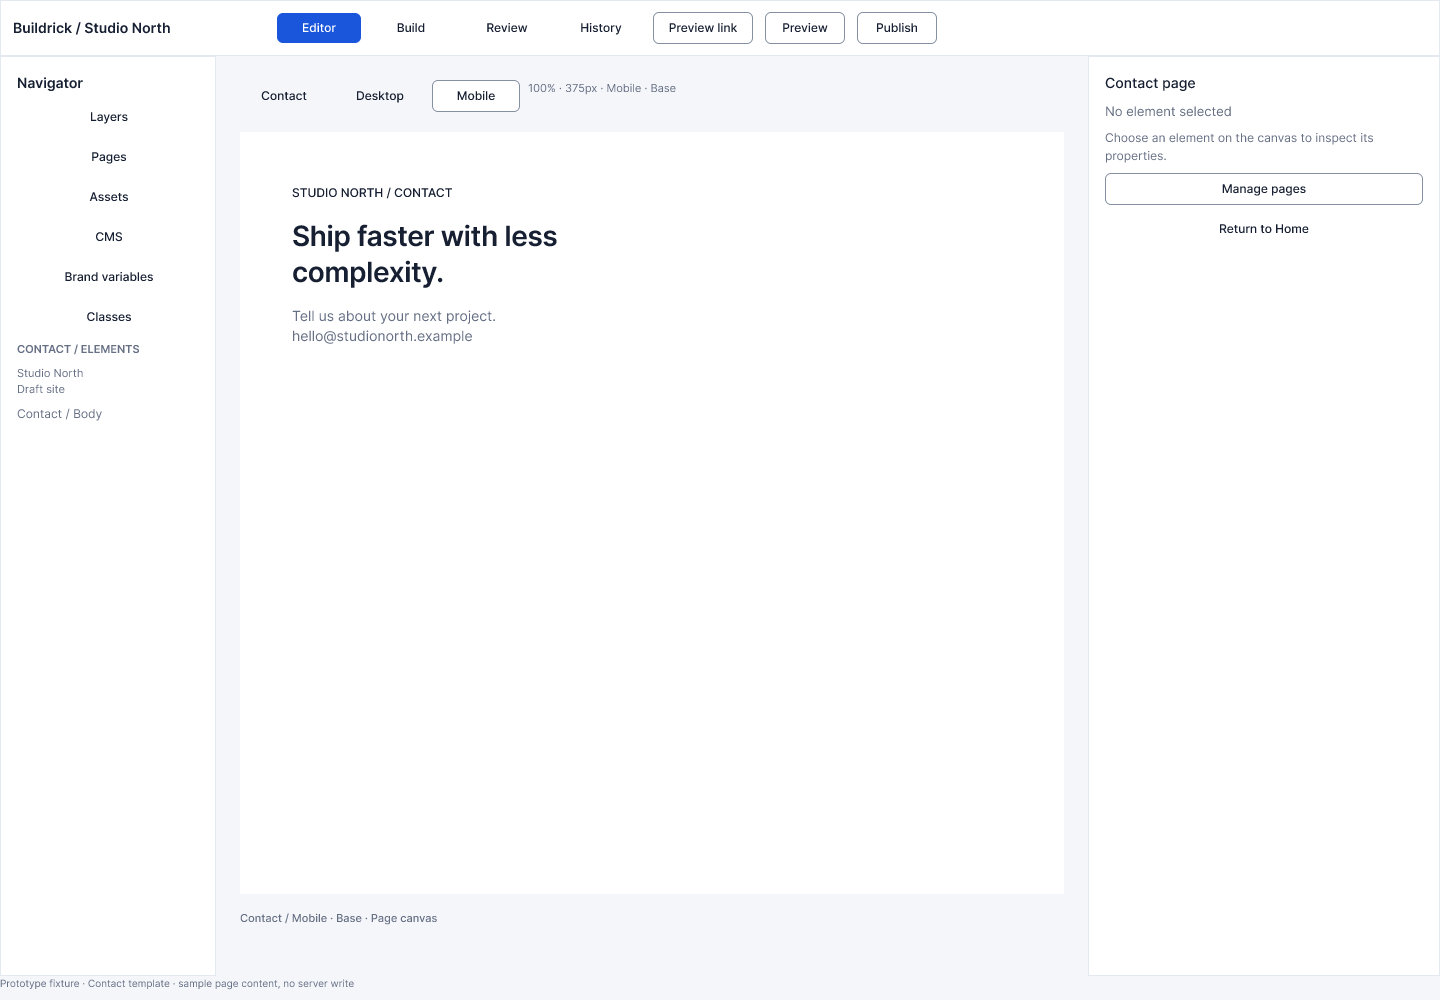 Buildrick / Studio North
Editor
Build
Review
History
Preview link
Preview
Publish
Navigator
Layers
Pages
Assets
CMS
Brand variables
Classes
CONTACT / ELEMENTS
Studio North
Draft site
Contact / Body
Contact
Desktop
Mobile
100% · 375px · Mobile · Base
STUDIO NORTH / CONTACT
Ship faster with less
complexity.
Tell us about your next project.
hello@studionorth.example
Contact / Mobile · Base · Page canvas
Contact page
No element selected
Choose an element on the canvas to inspect its
properties.
Manage pages
Return to Home
Prototype fixture · Contact template · sample page content, no server write